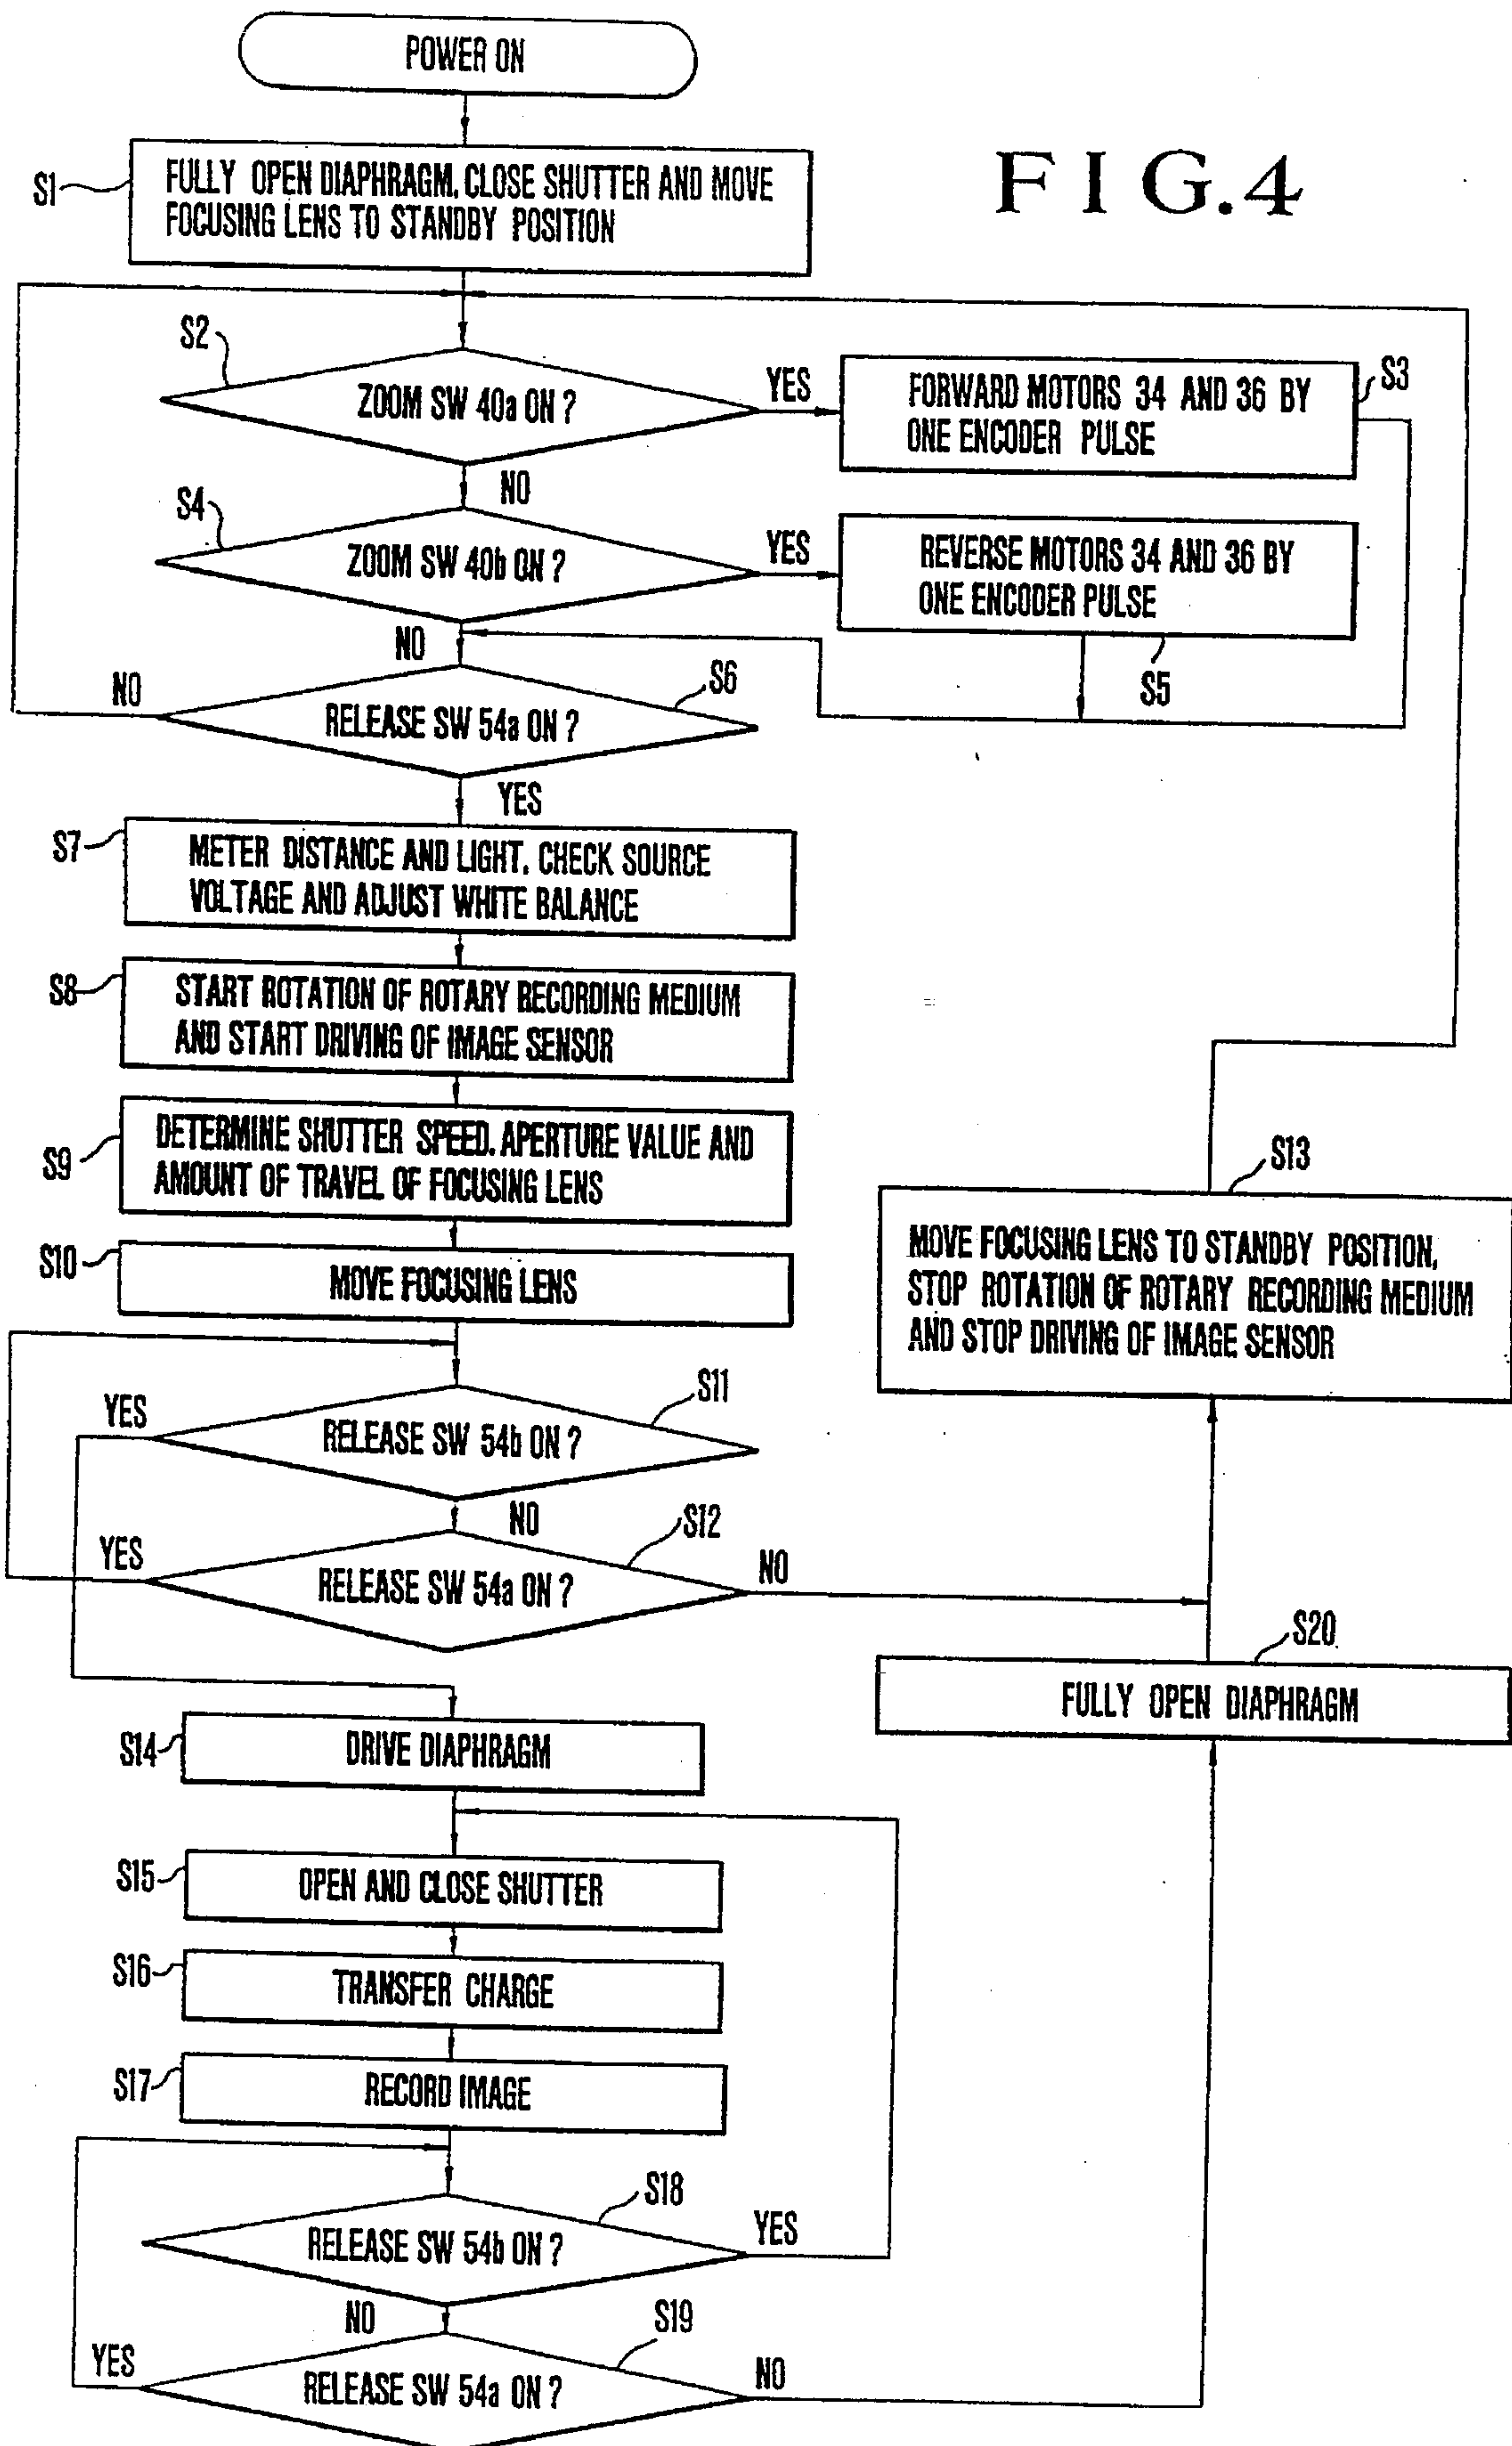 POWER ON
FIG.4
S1
FULLY OPEN DIAPHRAGM, CLOSE SHUTTER AND MOVE
FOCUSING LENS TO STANDBY POSITION
S2
ZOOM SW 40a ON ?
YES
NO
S3
FORWARD MOTORS 34 AND 36 BY
ONE ENCODER PULSE
S4
ZOOM SW 40b ON ?
YES
NO
REVERSE MOTORS 34 AND 36 BY
ONE ENCODER PULSE
S5
S6
NO
RELEASE SW 54a ON ?
YES
S7
METER DISTANCE AND LIGHT, CHECK SOURCE
VOLTAGE AND ADJUST WHITE BALANCE
S8
START ROTATION OF ROTARY RECORDING MEDIUM
AND START DRIVING OF IMAGE SENSOR
S9
DETERMINE SHUTTER SPEED, APERTURE VALUE AND
AMOUNT OF TRAVEL OF FOCUSING LENS
S10
MOVE FOCUSING LENS
S13
MOVE FOCUSING LENS TO STANDBY POSITION,
STOP ROTATION OF ROTARY RECORDING MEDIUM
AND STOP DRIVING OF IMAGE SENSOR
S11
YES
RELEASE SW 54b ON ?
NO
S12
YES
RELEASE SW 54a ON ?
NO
S20
FULLY OPEN DIAPHRAGM
S14
DRIVE DIAPHRAGM
S15
OPEN AND CLOSE SHUTTER
S16
TRANSFER CHARGE
S17
RECORD IMAGE
S18
RELEASE SW 54b ON ?
YES
NO
S19
YES
RELEASE SW 54a ON ?
NO